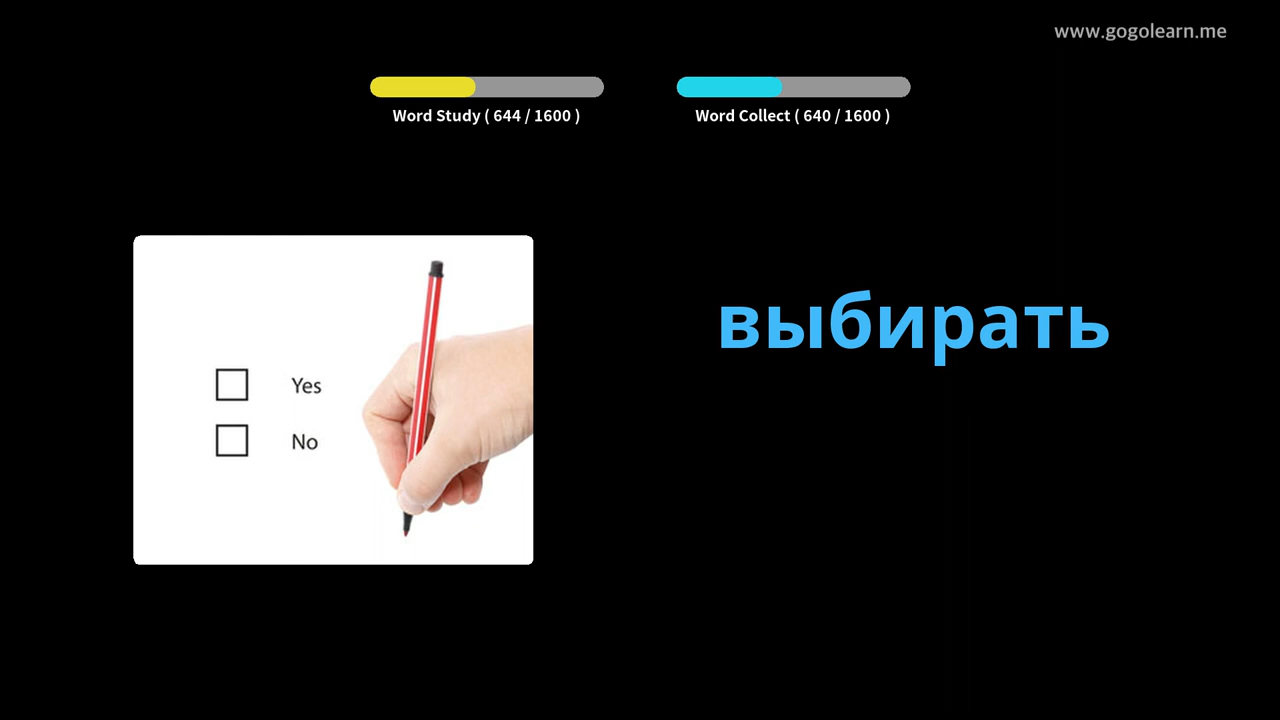 www.gogolearn.me
Word Study ( 644 / 1600 )
Word Collect ( 640 / 1600 )
Yes
No
выбирать